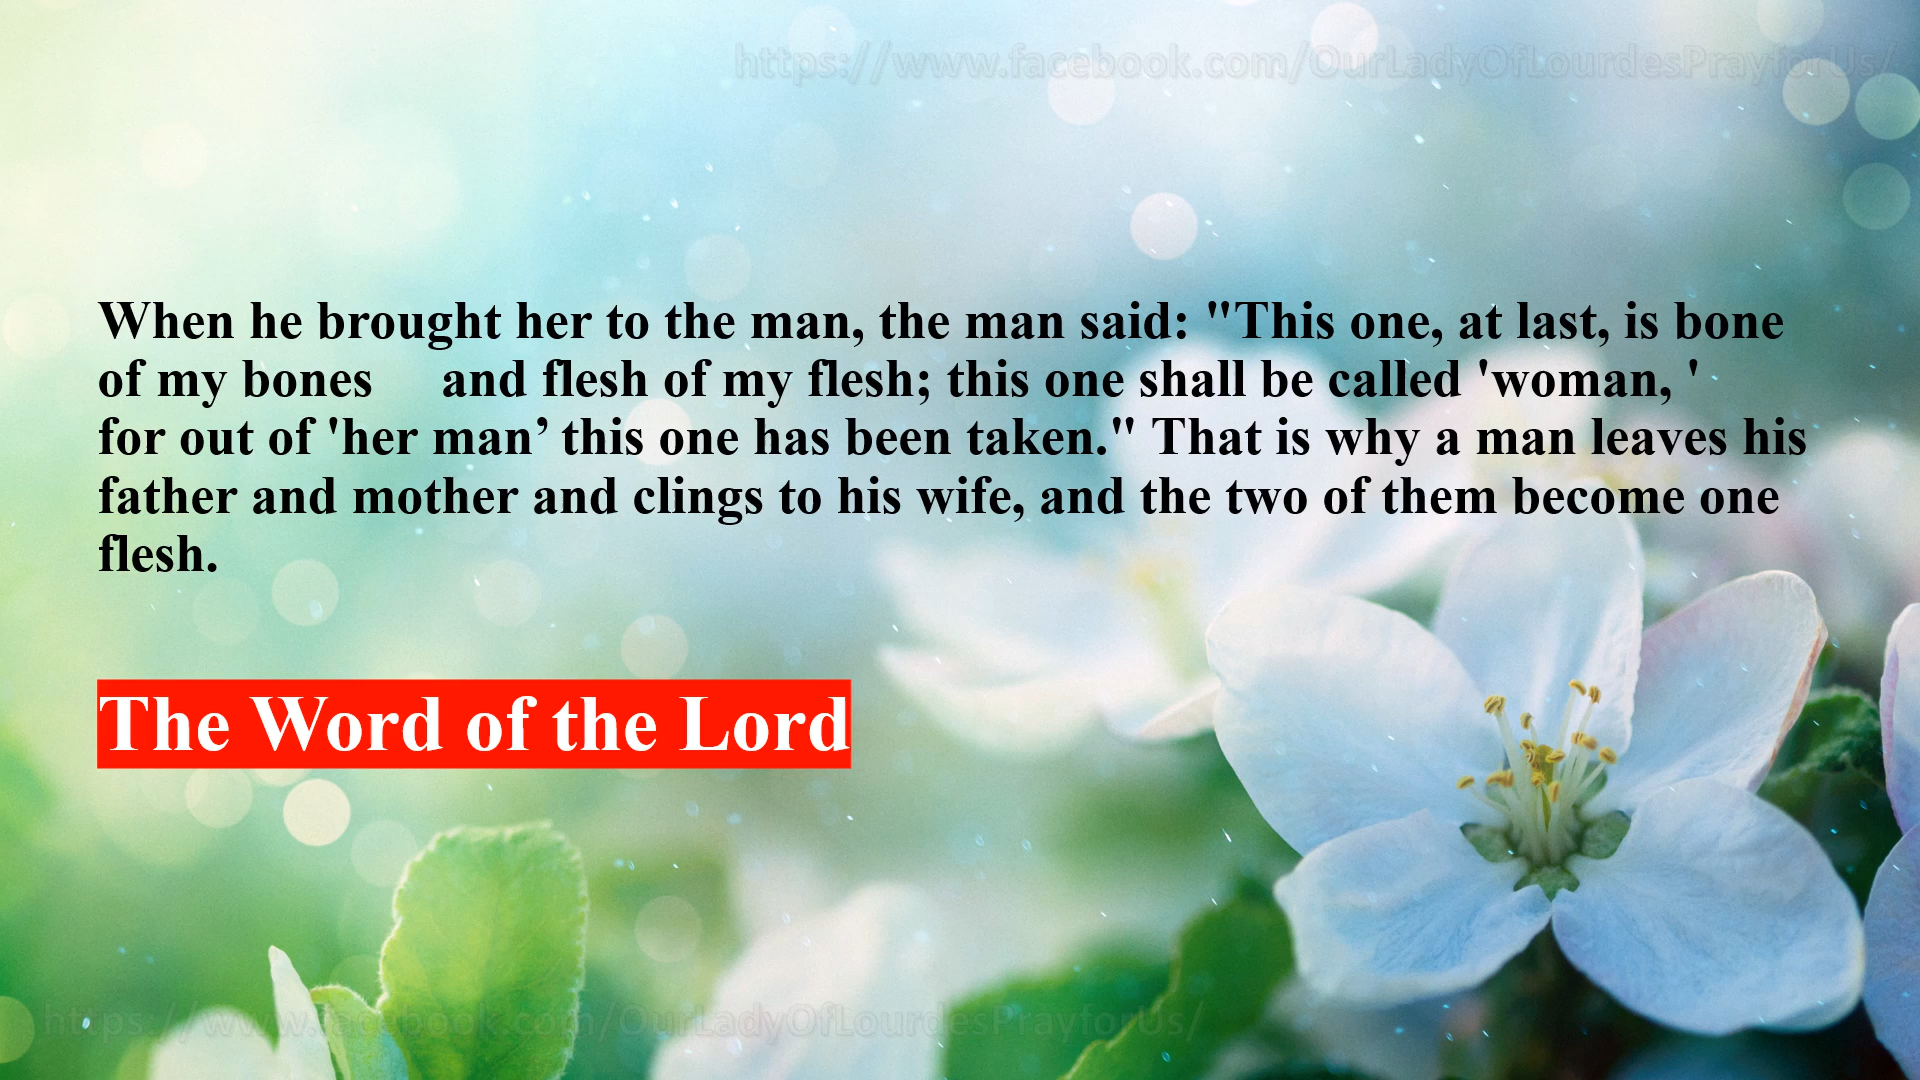 https://www.facebook.com/OurLadyOfLourdesPrayforUs/
When he brought her to the man, the man said: "This one, at last, is bone
of my bones     and flesh of my flesh; this one shall be called 'woman, '
for out of 'her man’ this one has been taken." That is why a man leaves his
father and mother and clings to his wife, and the two of them become one
flesh.
The Word of the Lord
https://www.facebook.com/OurLadyOfLourdesPrayforUs/